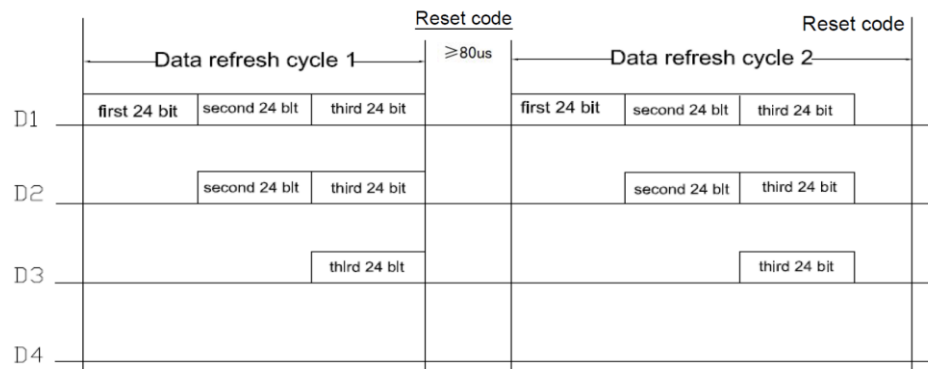 Reset code
Reset code
Data refresh cycle 1
≥80us
Data refresh cycle 2
D1 first 24 bit second 24 blt third 24 bit first 24 bit second 24 blt third 24 bit
D2 second 24 blt third 24 bit second 24 blt third 24 bit
D3 thlrd 24 blt third 24 bit
D4